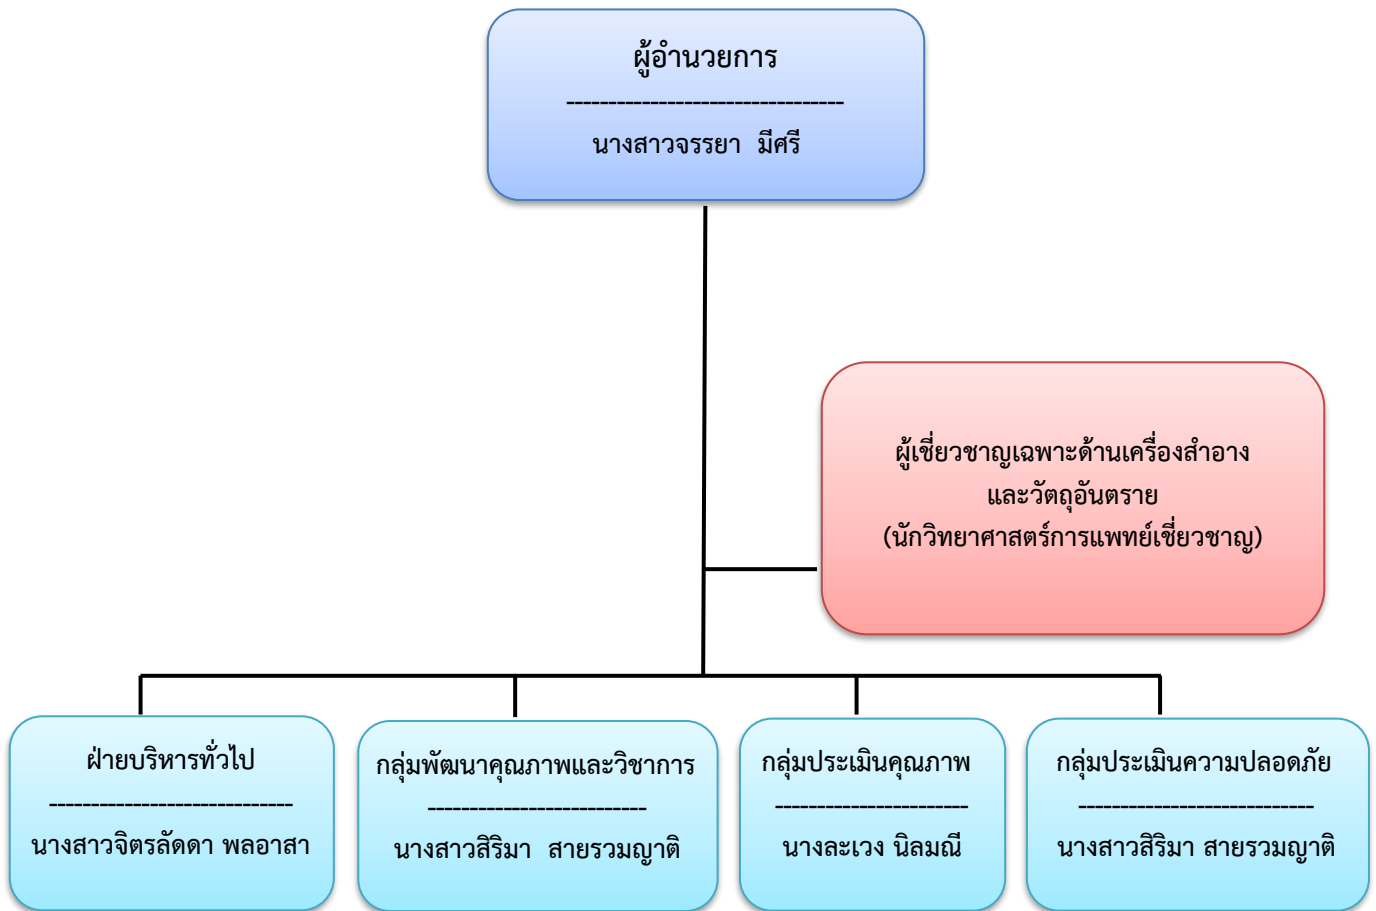 ผู้อำนวยการ
---------------------------------
นางสาวจรรยา  มีศรี
ผู้เชี่ยวชาญเฉพาะด้านเครื่องสำอาง
และวัตถุอันตราย
(นักวิทยาศาสตร์การแพทย์เชี่ยวชาญ)
ฝ่ายบริหารทั่วไป
-----------------------------
นางสาวจิตรลัดดา พลอาสา
กลุ่มพัฒนาคุณภาพและวิชาการ
--------------------------
นางสาวสิริมา  สายรวมญาติ
กลุ่มประเมินคุณภาพ
-----------------------
นางละเวง นิลมณี
กลุ่มประเมินความปลอดภัย
----------------------------
นางสาวสิริมา สายรวมญาติ